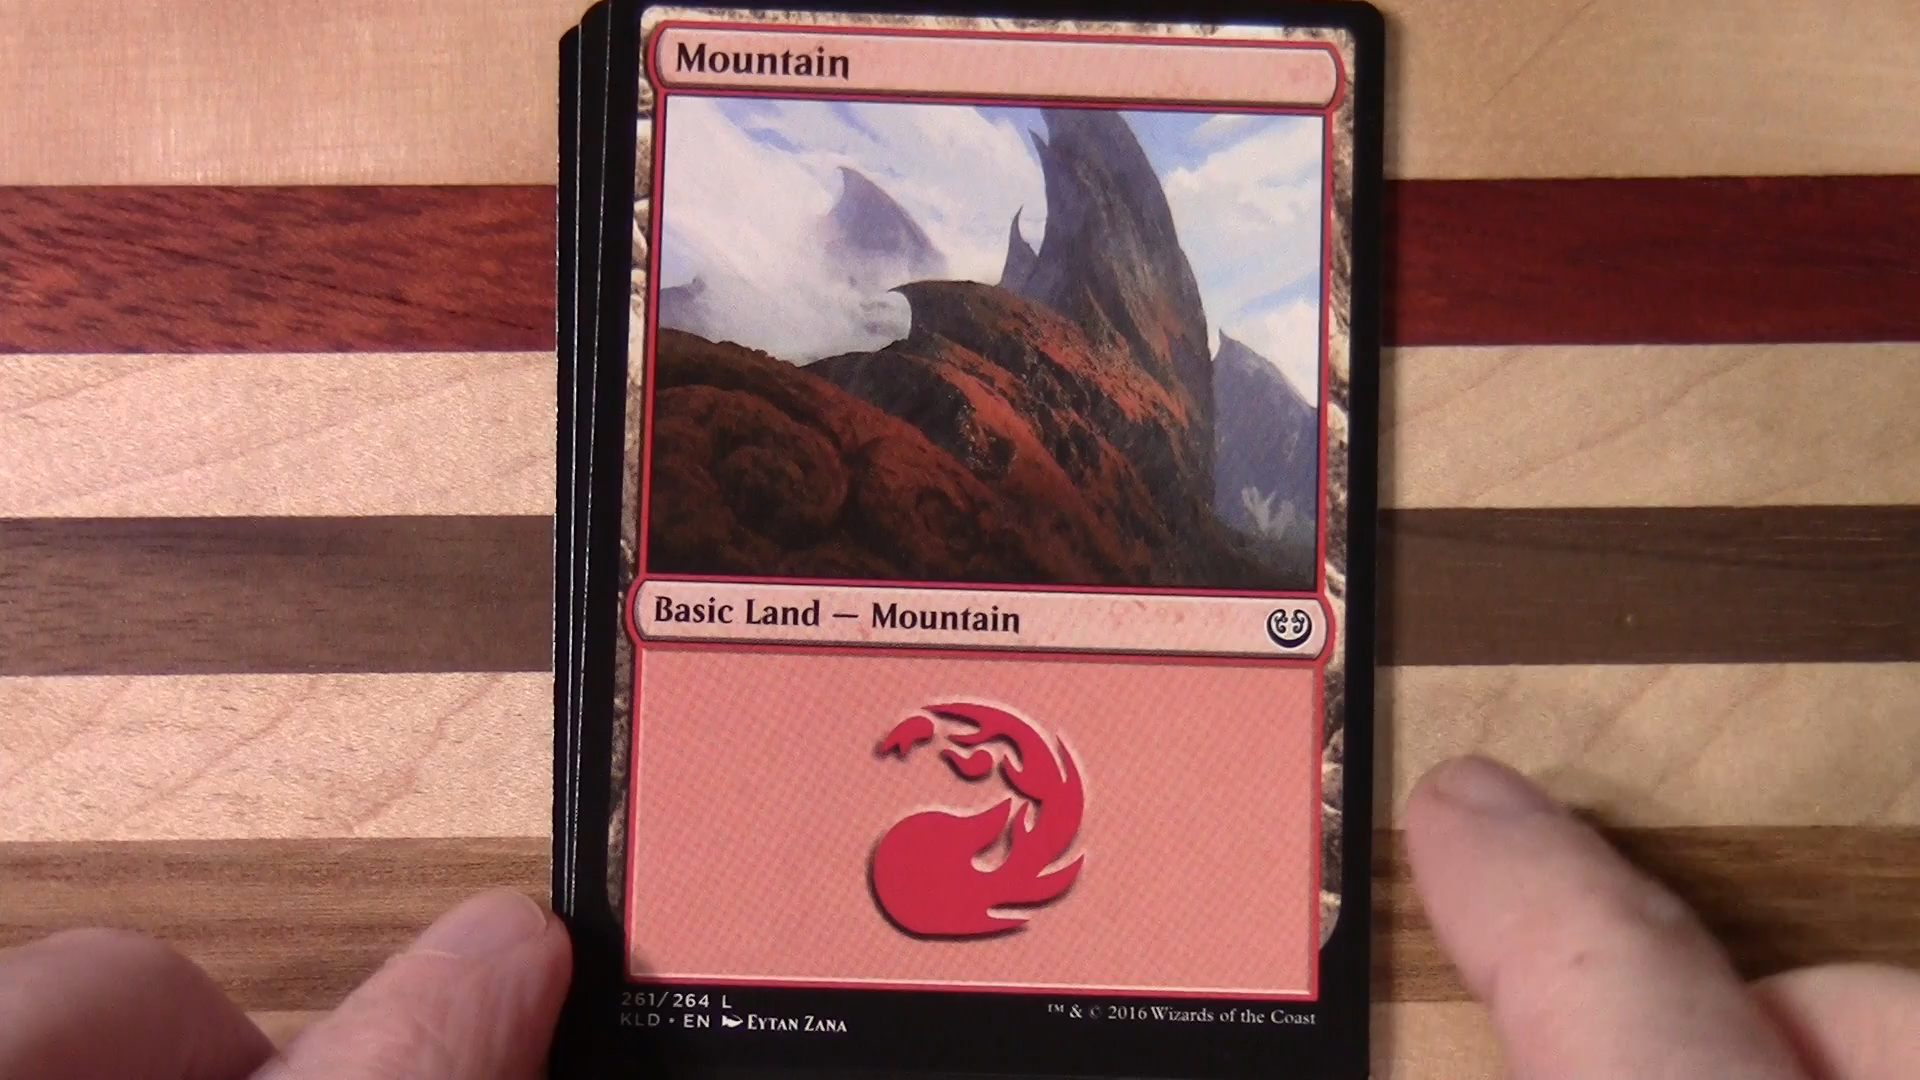 Mountain
Basic Land — Mountain
261/264 L
KLD • EN EYTAN ZANA
™ & © 2016 Wizards of the Coast